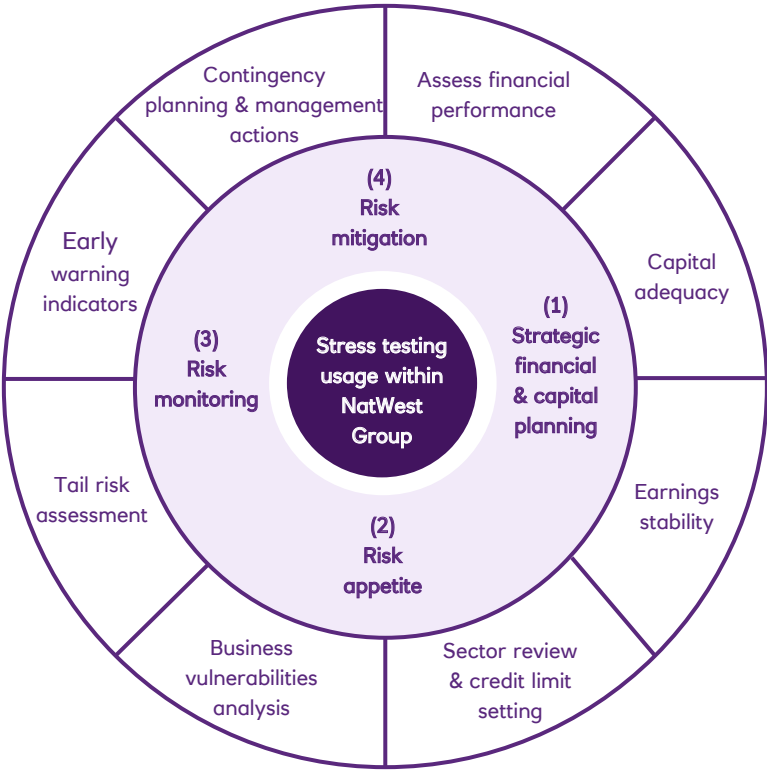 Contingency
planning & management
actions
Assess financial
performance
Capital
adequacy
Earnings
stability
Sector review
& credit limit
setting
Business
vulnerabilities
analysis
Tail risk
assessment
Early
warning
indicators
(4)
Risk
mitigation
(1)
Strategic
financial
& capital
planning
(2)
Risk
appetite
(3)
Risk
monitoring
Stress testing
usage within
NatWest
Group